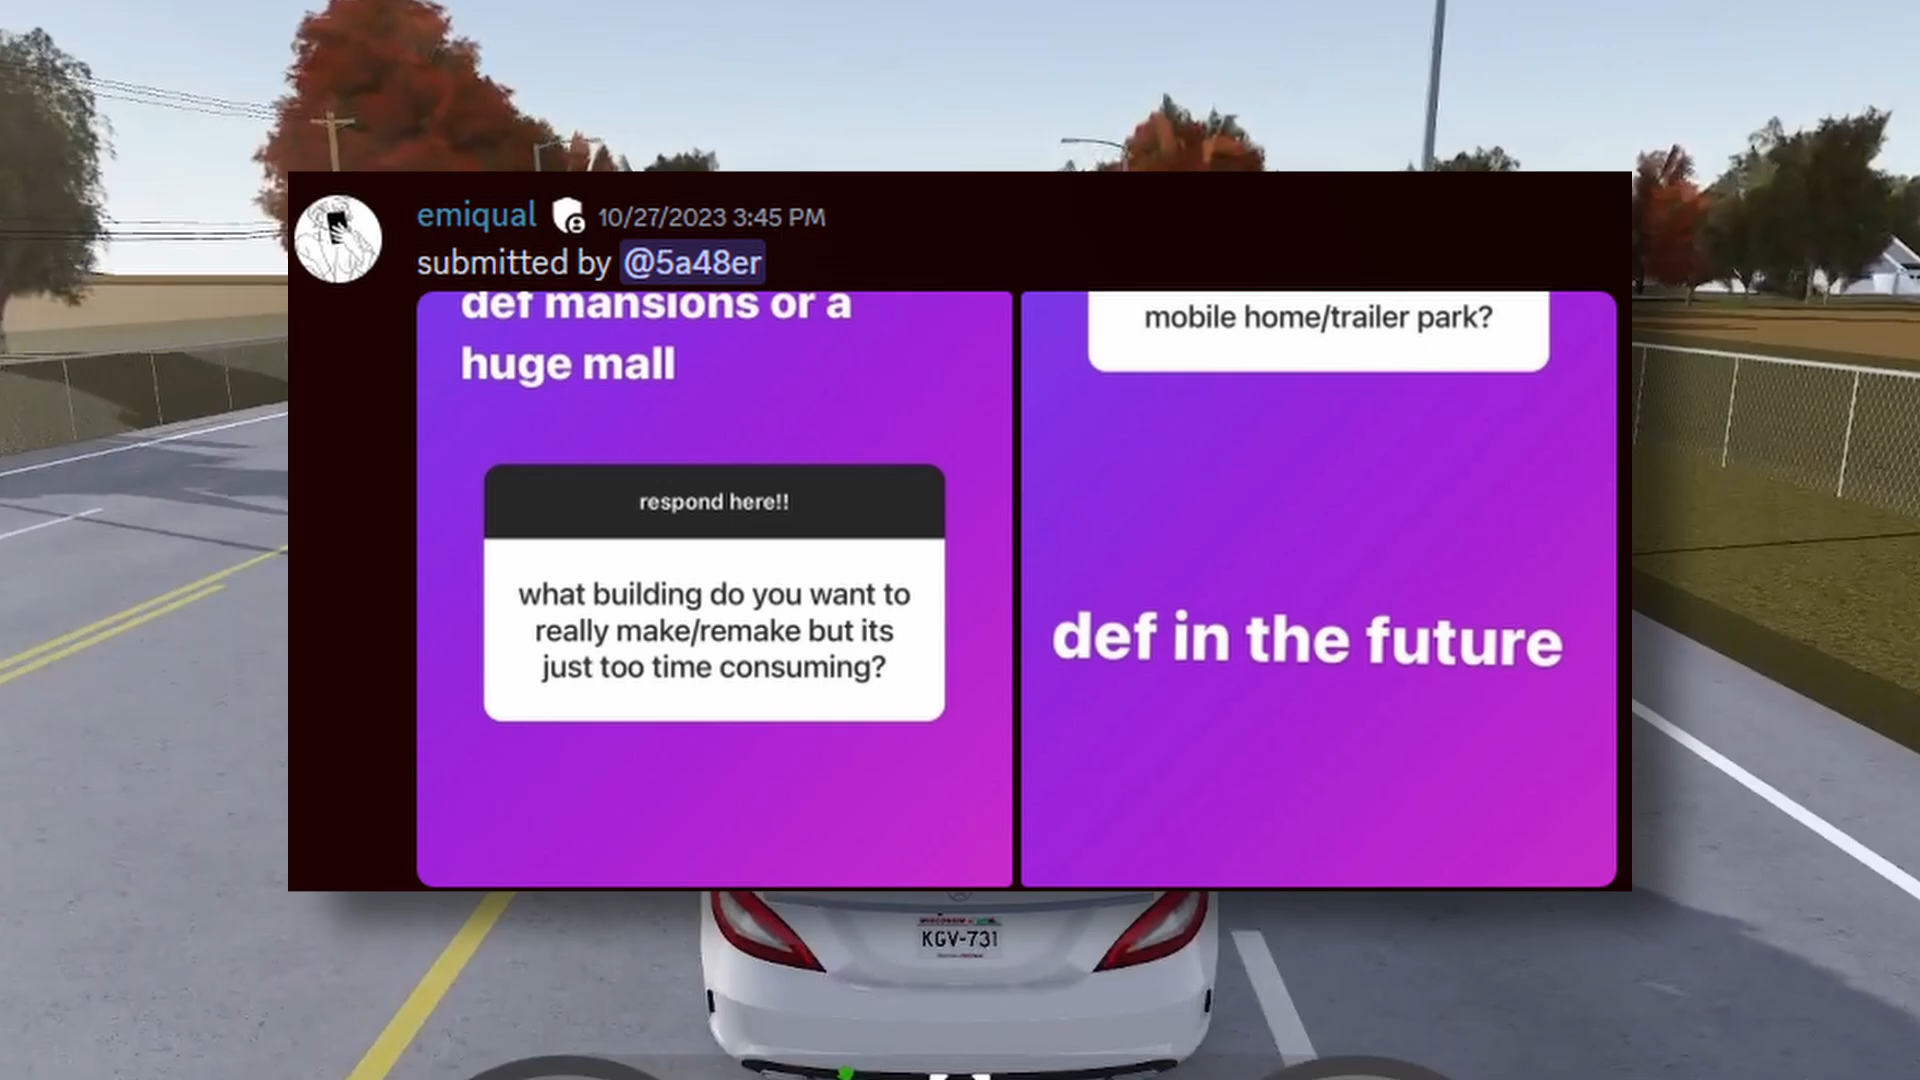 emiqual 10/27/2023 3:45 PM
submitted by @5a48er
def mansions or a
huge mall
respond here!!
what building do you want to
really make/remake but its
just too time consuming?
mobile home/trailer park?
def in the future
WISCONSIN
KGV-731